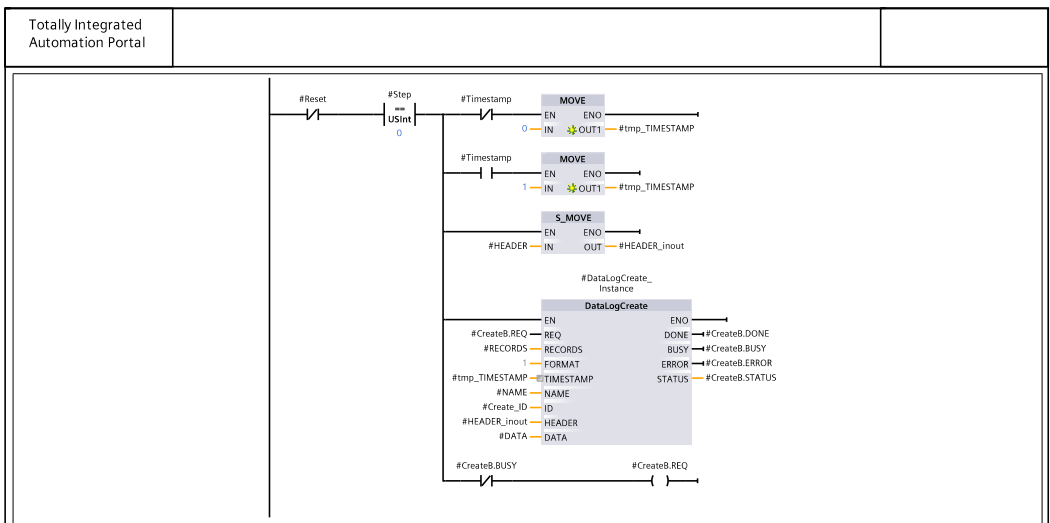 Totally Integrated
Automation Portal
#Reset
#Step
==
USInt
0
#Timestamp
MOVE
EN ENO
0 IN OUT1 #tmp_TIMESTAMP
#Timestamp
MOVE
EN ENO
1 IN OUT1 #tmp_TIMESTAMP
S_MOVE
EN ENO
#HEADER IN OUT #HEADER_inout
#DataLogCreate_
Instance
DataLogCreate
EN ENO
#CreateB.REQ REQ DONE #CreateB.DONE
#RECORDS RECORDS BUSY #CreateB.BUSY
1 FORMAT ERROR #CreateB.ERROR
#tmp_TIMESTAMP TIMESTAMP STATUS #CreateB.STATUS
#NAME NAME
#Create_ID ID
#HEADER_inout HEADER
#DATA DATA
#CreateB.BUSY #CreateB.REQ